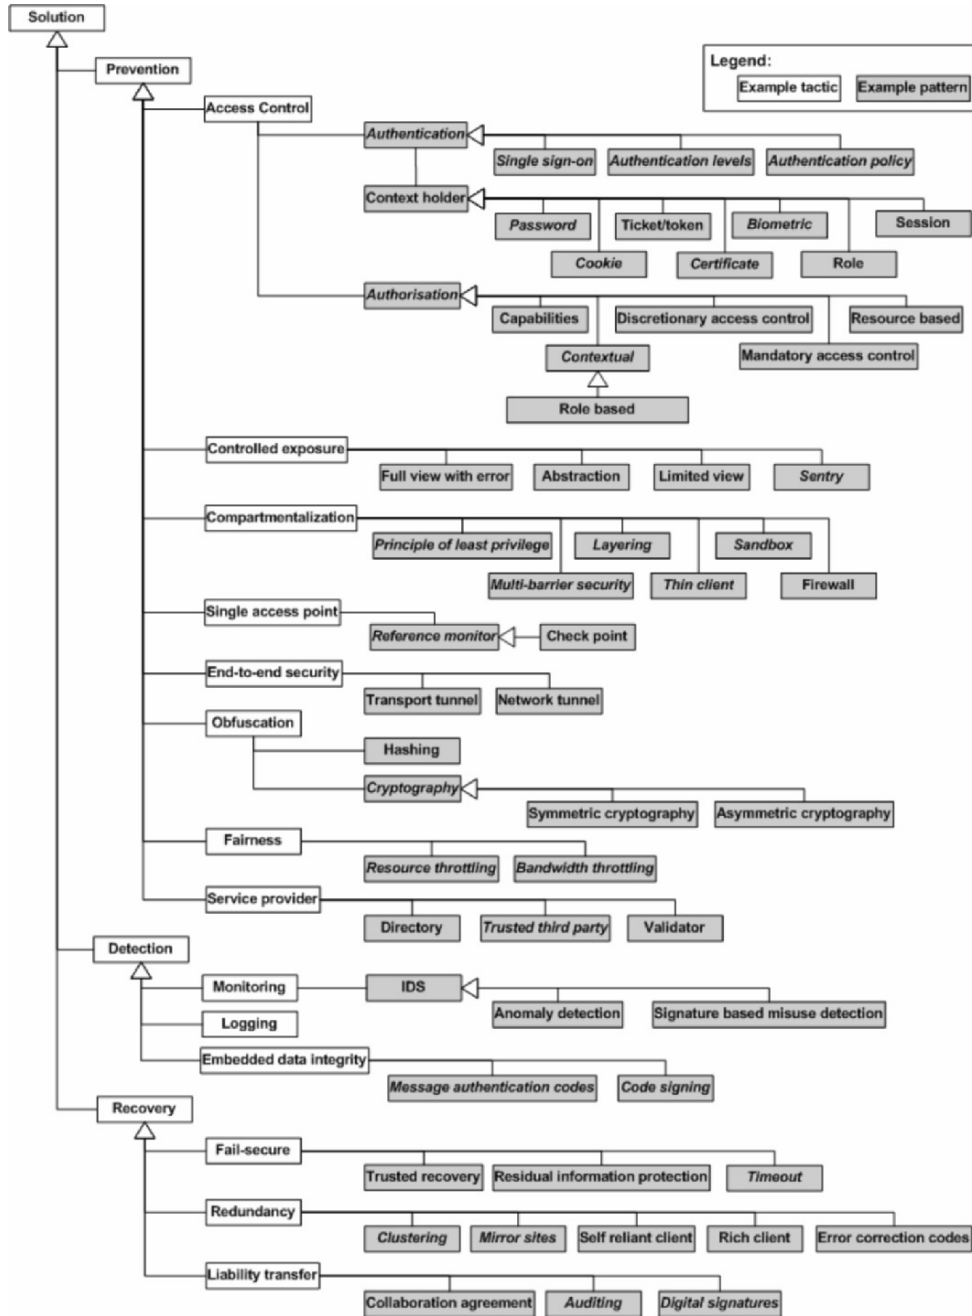 Solution
Prevention
Legend:
Example tactic Example pattern
Access Control
Authentication
Single sign-on Authentication levels Authentication policy
Context holder
Password Ticket/token Biometric Session
Cookie Certificate Role
Authorisation
Capabilities Discretionary access control Resource based
Contextual Mandatory access control
Role based
Controlled exposure
Full view with error Abstraction Limited view Sentry
Compartmentalization
Principle of least privilege Layering Sandbox
Multi-barrier security Thin client Firewall
Single access point
Reference monitor Check point
End-to-end security
Transport tunnel Network tunnel
Obfuscation
Hashing
Cryptography
Symmetric cryptography Asymmetric cryptography
Fairness
Resource throttling Bandwidth throttling
Service provider
Directory Trusted third party Validator
Detection
Monitoring IDS
Anomaly detection Signature based misuse detection
Logging
Embedded data integrity
Message authentication codes Code signing
Recovery
Fail-secure
Trusted recovery Residual information protection Timeout
Redundancy
Clustering Mirror sites Self reliant client Rich client Error correction codes
Liability transfer
Collaboration agreement Auditing Digital signatures